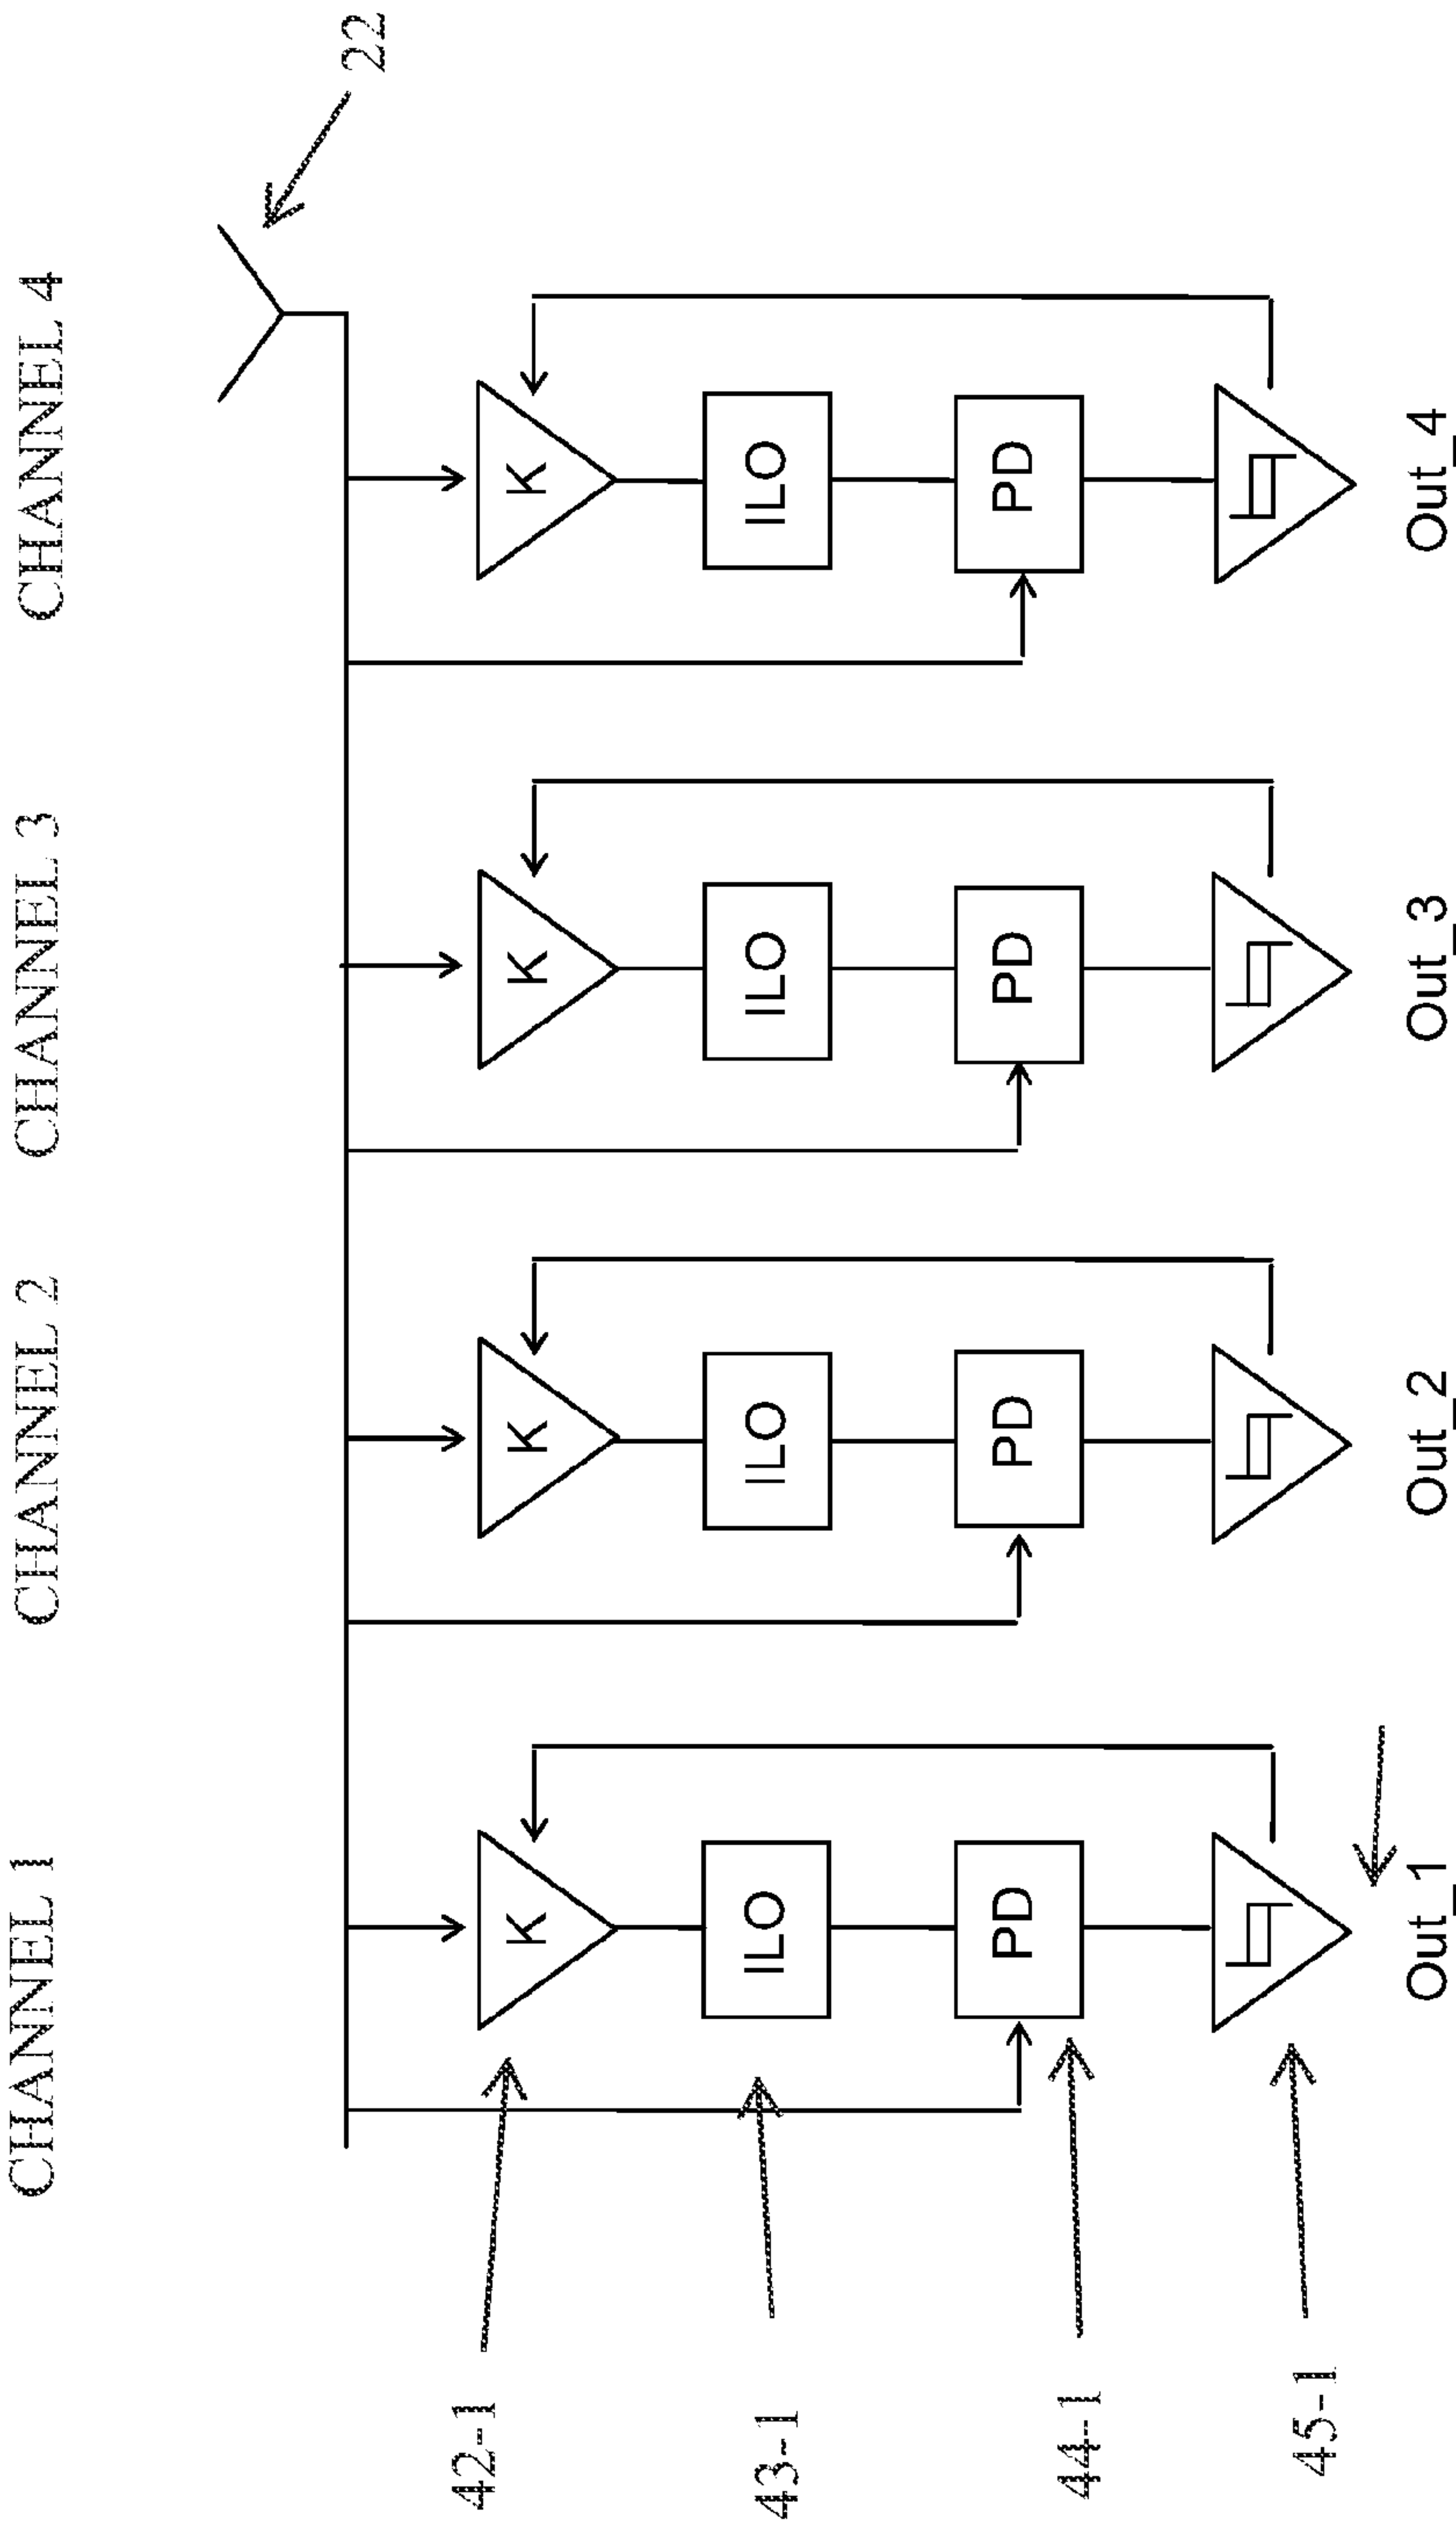 CHANNEL 1
CHANNEL 2
CHANNEL 3
CHANNEL 4
22
42-1
K
K
K
K
43-1
ILO
ILO
ILO
ILO
44-1
PD
PD
PD
PD
45-1
Out_1
Out_2
Out_3
Out_4